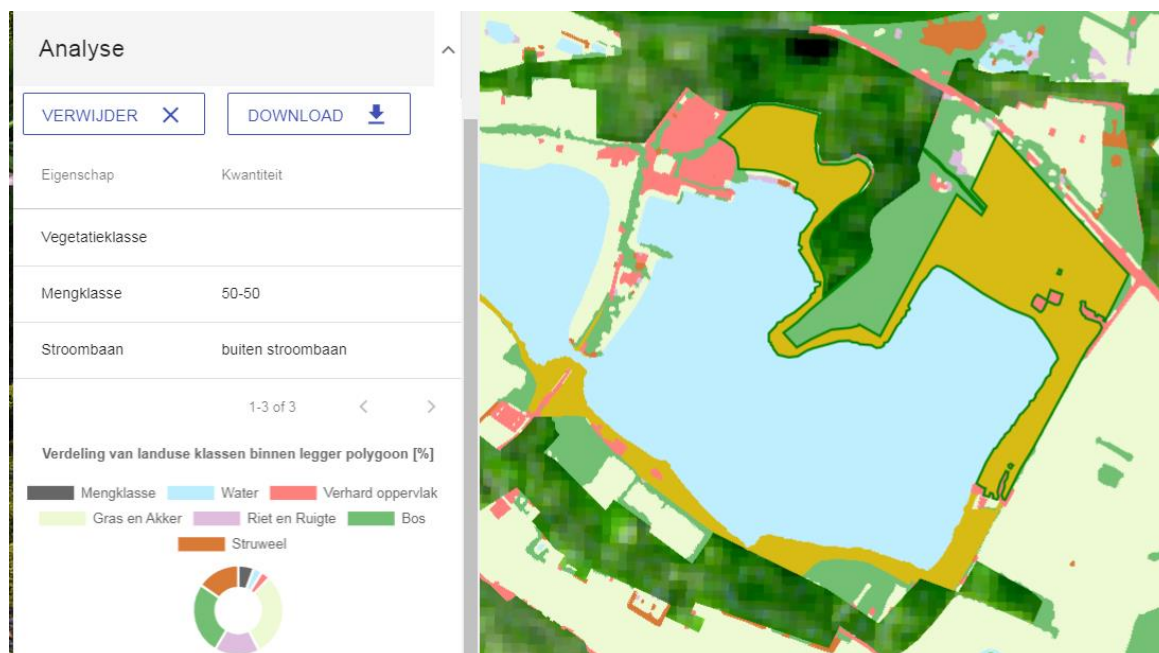 Analyse
VERWIJDER
DOWNLOAD
Eigenschap Kwantiteit
Vegetatieklasse
Mengklasse 50-50
Stroombaan buiten stroombaan
1-3 of 3
Verdeling van landuse klassen binnen legger polygoon [%]
Mengklasse Water Verhard oppervlak
Gras en Akker Riet en Ruigte Bos
Struweel